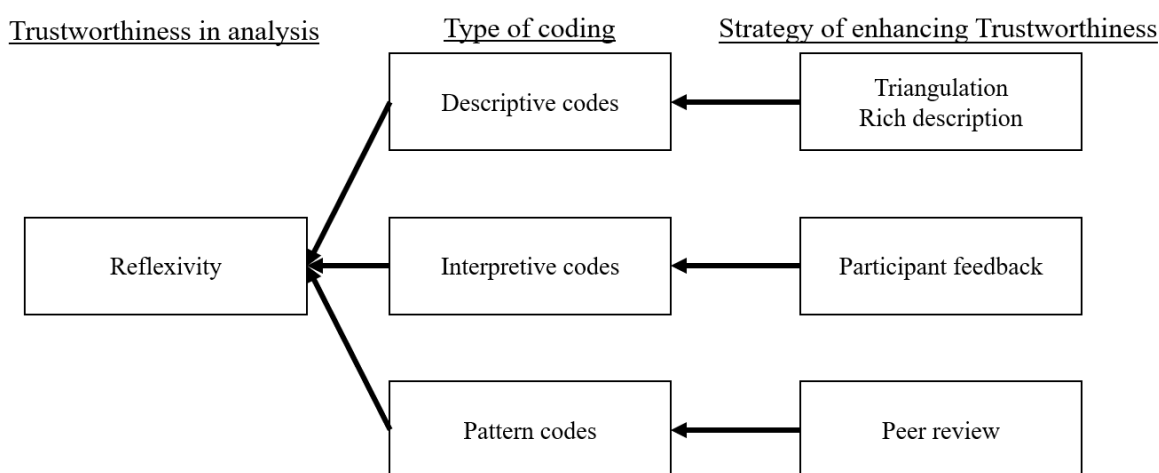 Trustworthiness in analysis
Type of coding
Strategy of enhancing Trustworthiness
Descriptive codes
Triangulation
Rich description
Reflexivity
Interpretive codes
Participant feedback
Pattern codes
Peer review